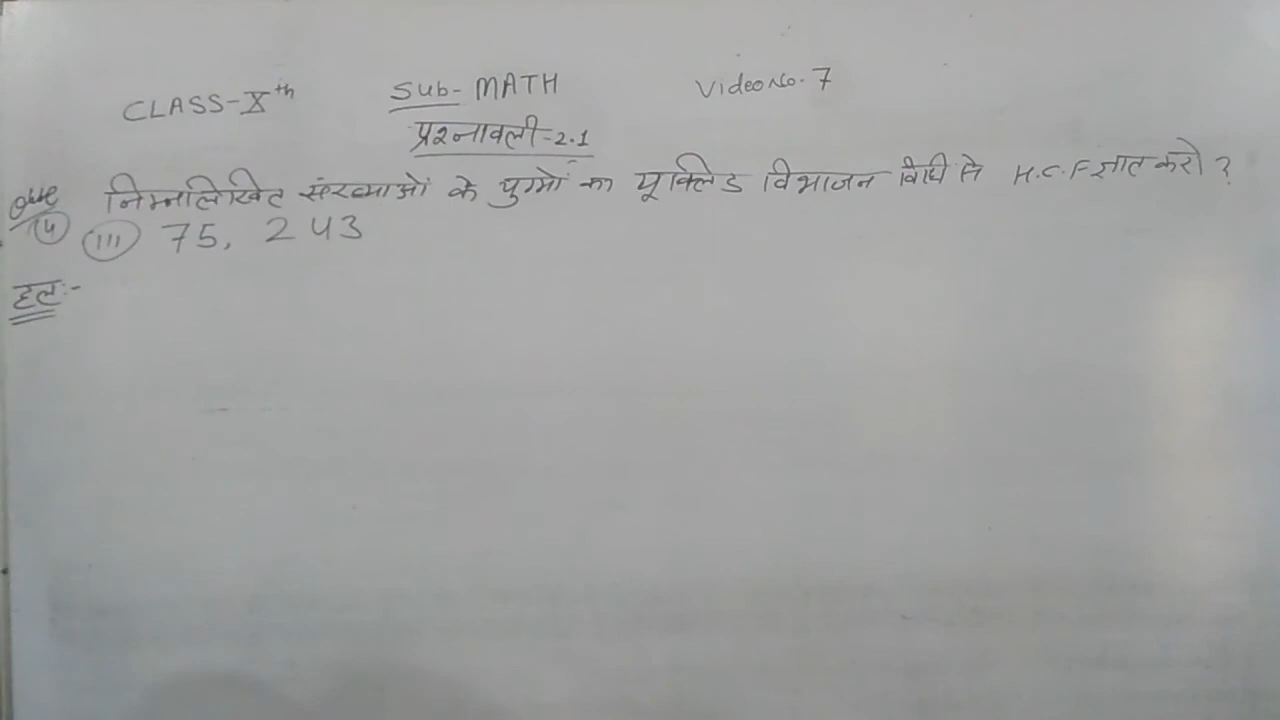 CLASS-Xth Sub- MATH Video No. 7
प्रश्नावली-2.1
Que 4 निम्नलिखित संख्याओं के युग्मों का यूक्लिड विभाजन विधि से H.C.F ज्ञात करो ?
(III) 75, 243
हल:-